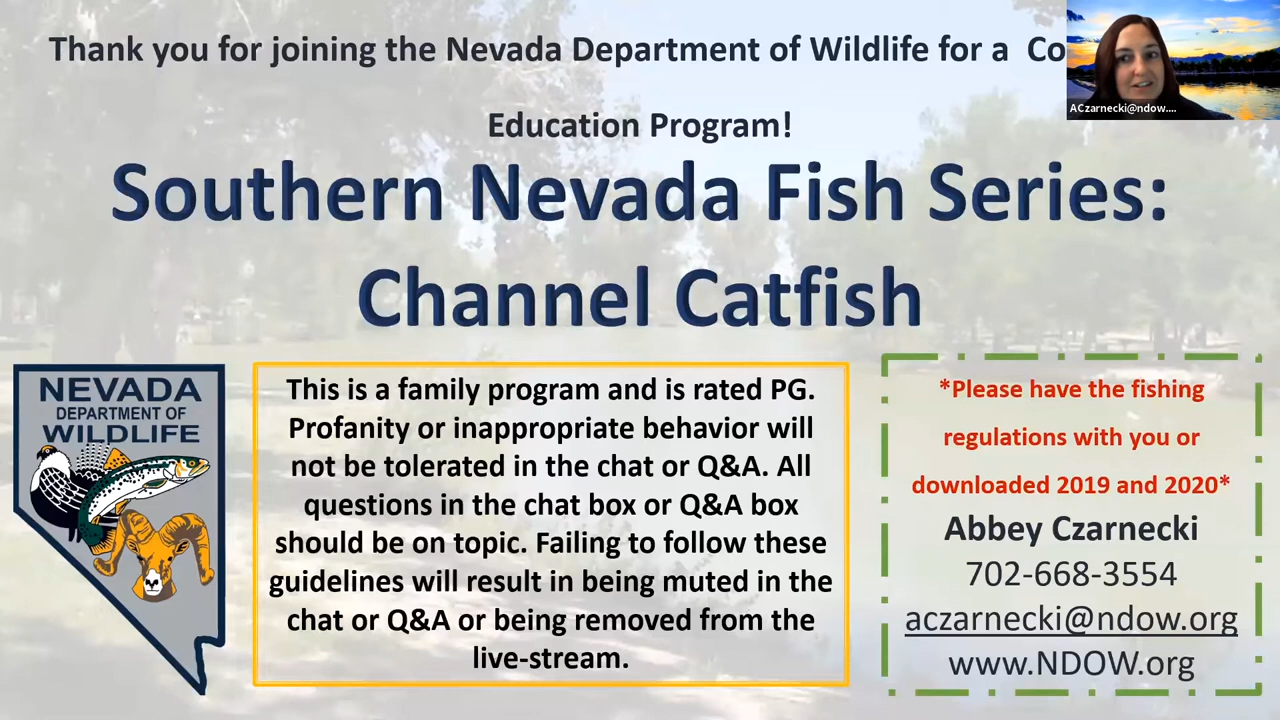 Thank you for joining the Nevada Department of Wildlife for a Co
ACzarnecki@ndow....
Education Program!
Southern Nevada Fish Series:
Channel Catfish
NEVADA
DEPARTMENT OF
WILDLIFE
This is a family program and is rated PG.
Profanity or inappropriate behavior will
not be tolerated in the chat or Q&A. All
questions in the chat box or Q&A box
should be on topic. Failing to follow these
guidelines will result in being muted in the
chat or Q&A or being removed from the
live-stream.
*Please have the fishing
regulations with you or
downloaded 2019 and 2020*
Abbey Czarnecki
702-668-3554
aczarnecki@ndow.org
www.NDOW.org